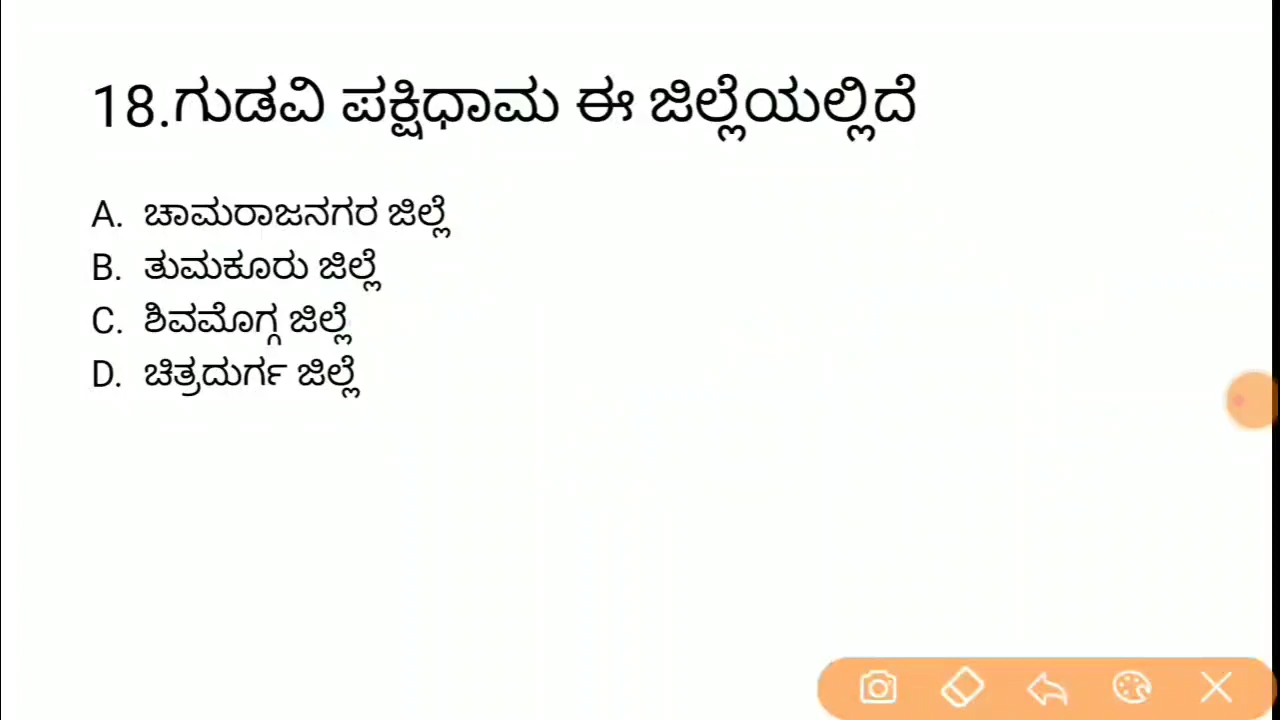 18.ಗುಡವಿ ಪಕ್ಷಿಧಾಮ ಈ ಜಿಲ್ಲೆಯಲ್ಲಿದೆ
A. ಚಾಮರಾಜನಗರ ಜಿಲ್ಲೆ
B. ತುಮಕೂರು ಜಿಲ್ಲೆ
C. ಶಿವಮೊಗ್ಗ ಜಿಲ್ಲೆ
D. ಚಿತ್ರದುರ್ಗ ಜಿಲ್ಲೆ